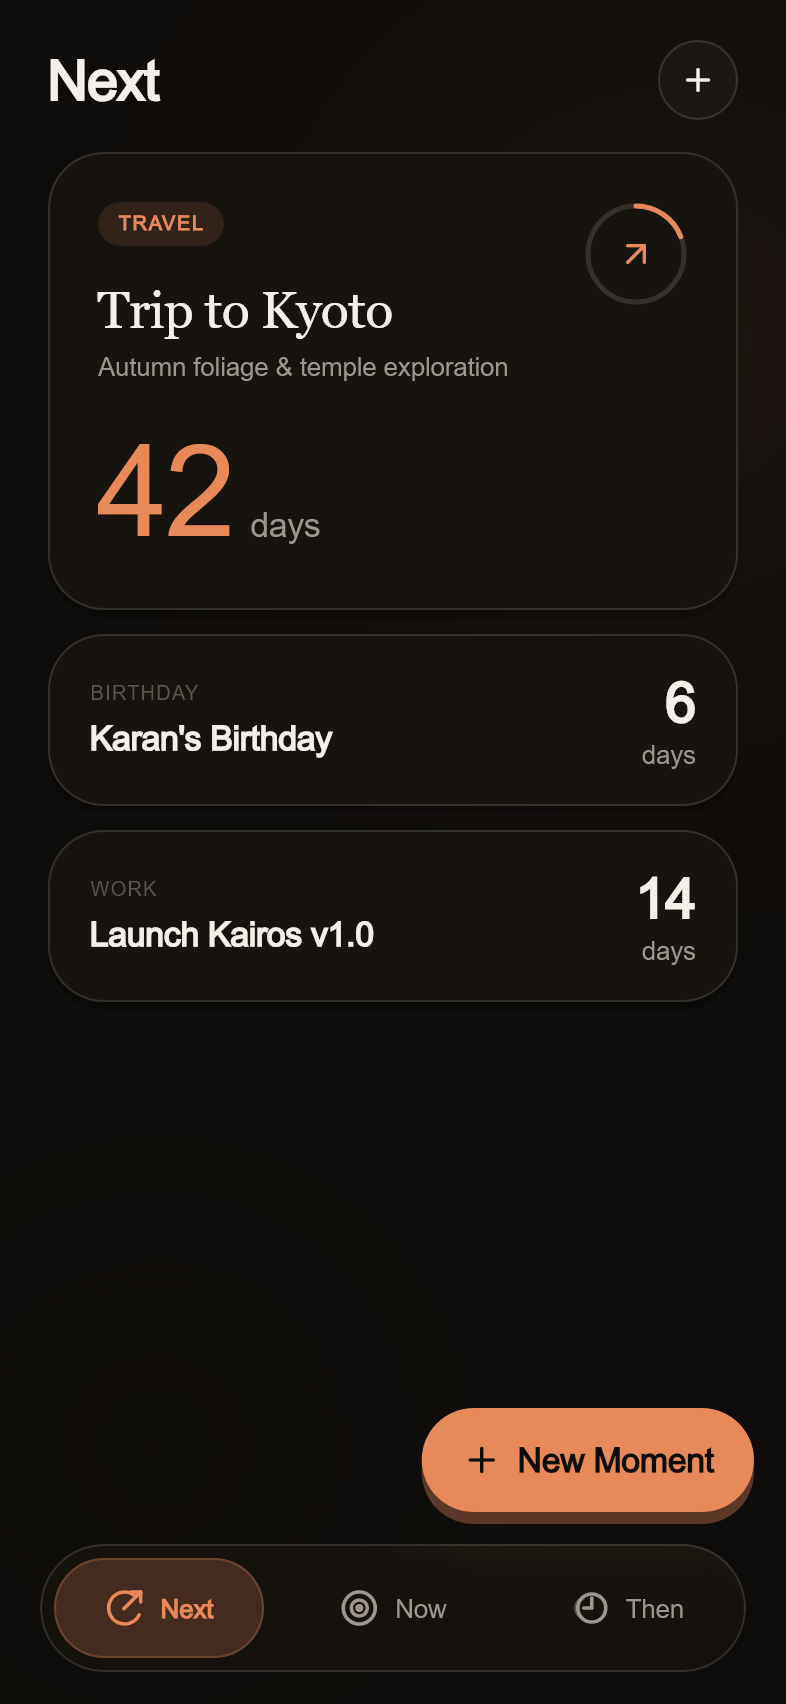 Next
TRAVEL
Trip to Kyoto
Autumn foliage & temple exploration
42 days
BIRTHDAY
Karan's Birthday
6
days
WORK
Launch Kairos v1.0
14
days
New Moment
Next
Now
Then